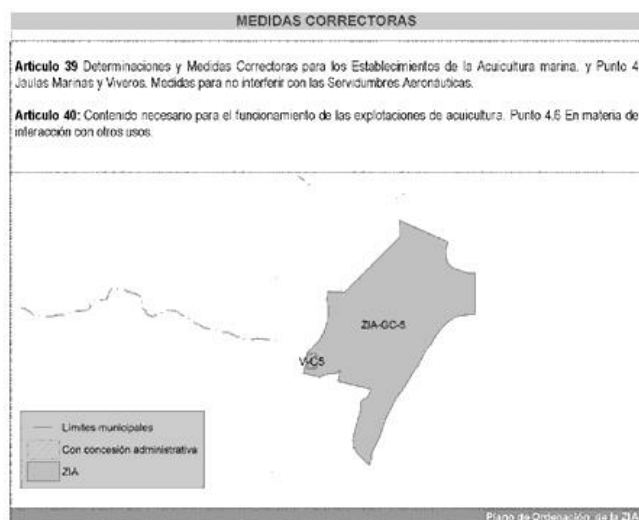 MEDIDAS CORRECTORAS
Articulo 39 Determinaciones y Medidas Correctoras para los Establecimientos de la Acuicultura marina. y Punto 4
Jaulas Marinas y Viveros. Medidas para no interferir con las Servidumbres Aeronáuticas.
Articulo 40: Contenido necesario para el funcionamiento de las explotaciones de acuicultura. Punto 4.6 En materia de
interacción con otros usos.
ZIA-GC-5
Límites municipales
Con concesión administrativa
ZIA
Plano de Ordenación de la ZIA